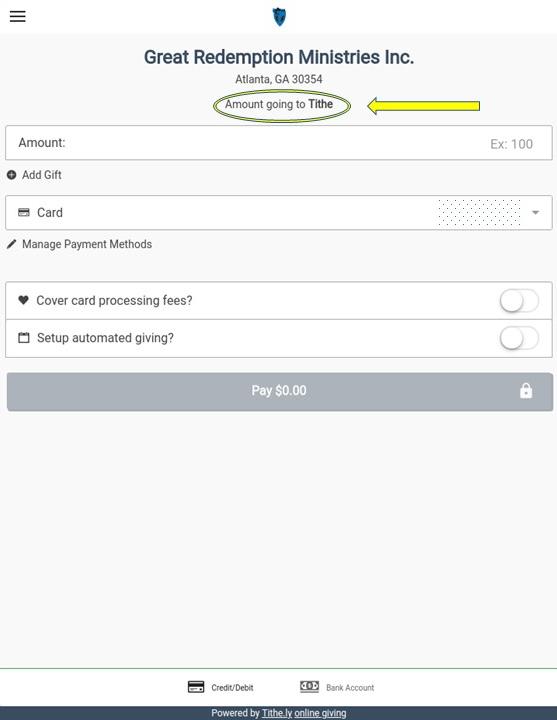 Great Redemption Ministries Inc.
Atlanta, GA 30354
Amount going to Tithe
Amount: Ex: 100
Add Gift
Card
Manage Payment Methods
Cover card processing fees?
Setup automated giving?
Pay $0.00
Credit/Debit Bank Account
Powered by Tithe.ly online giving